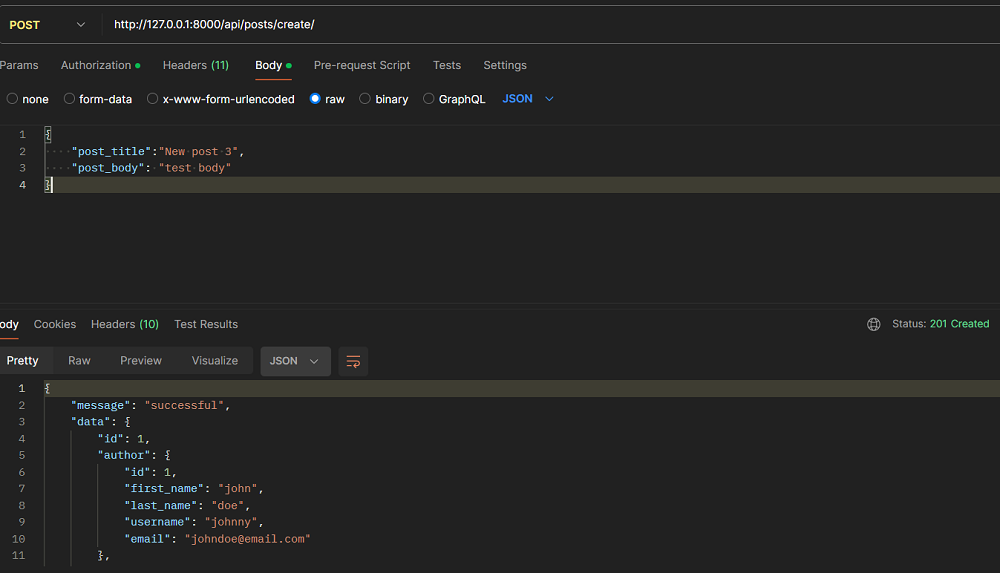 POST http://127.0.0.1:8000/api/posts/create/
Params Authorization Headers (11) Body Pre-request Script Tests Settings
none form-data x-www-form-urlencoded raw binary GraphQL JSON
1 {
2 ····"post_title":"New·post·3",
3 ····"post_body":·"test·body"
4 }
ody Cookies Headers (10) Test Results Status: 201 Created
Pretty Raw Preview Visualize JSON
1 {
2 "message": "successful",
3 "data": {
4 "id": 1,
5 "author": {
6 "id": 1,
7 "first_name": "john",
8 "last_name": "doe",
9 "username": "johnny",
10 "email": "johndoe@email.com"
11 },